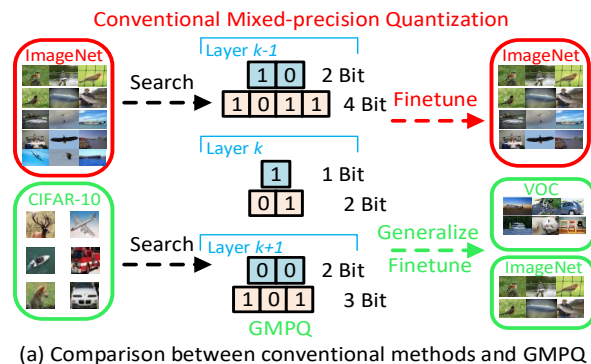 Conventional Mixed-precision Quantization
ImageNet
Layer k-1
ImageNet
Search
1 0
2 Bit
1 0 1 1
4 Bit
Finetune
Layer k
1
1 Bit
0 1
2 Bit
CIFAR-10
VOC
Search
Layer k+1
Generalize
Finetune
0 0
2 Bit
ImageNet
1 0 1
3 Bit
GMPQ
(a) Comparison between conventional methods and GMPQ